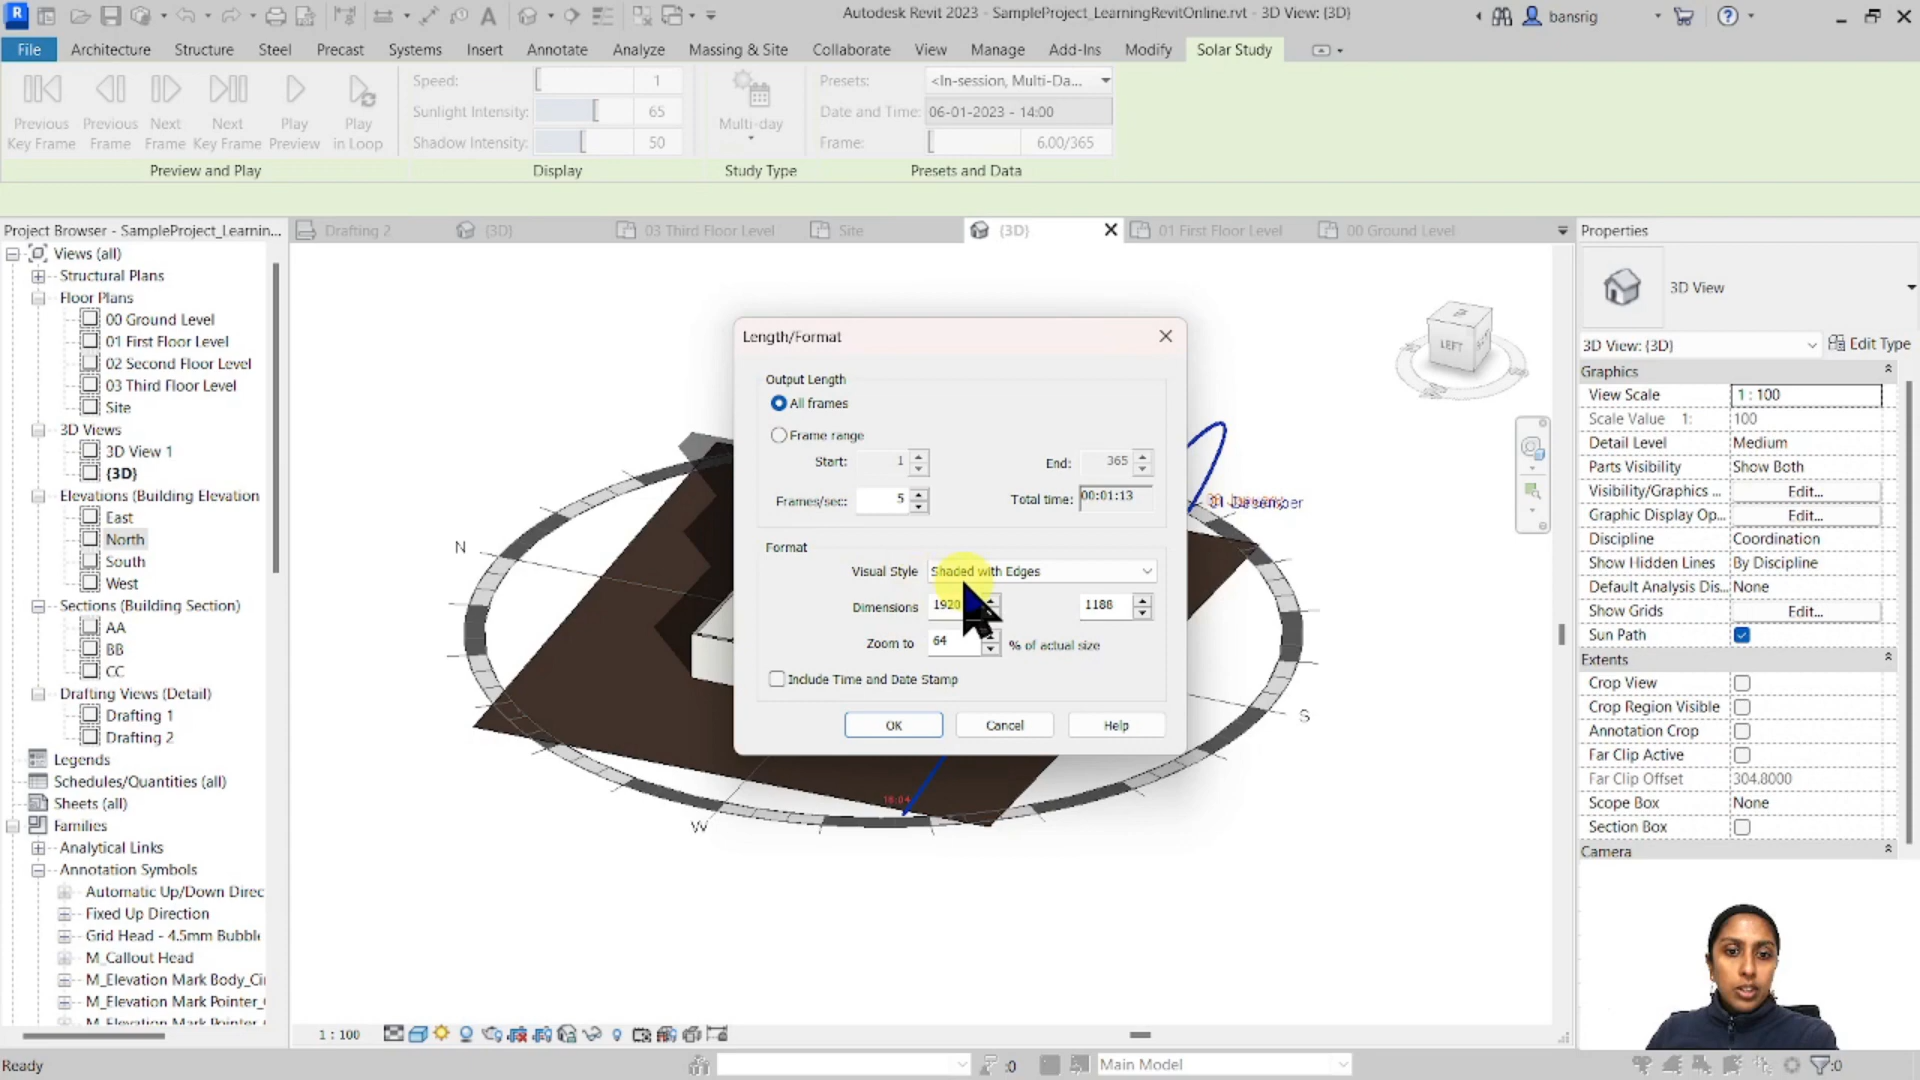 Autodesk Revit 2023 - SampleProject_LearningRevitOnline.rvt - 3D View: {3D}
bansrig
File Architecture Structure Steel Precast Systems Insert Annotate Analyze Massing & Site Collaborate View Manage Add-Ins Modify Solar Study
Previous Key Frame
Previous Frame
Next Frame
Next Key Frame
Play Preview
Play in Loop
Speed: 1
Sunlight Intensity: 65
Shadow Intensity: 50
Multi-day
Presets: <In-session, Multi-Da...
Date and Time: 06-01-2023 - 14:00
Frame: 6.00/365
Preview and Play
Display
Study Type
Presets and Data
Project Browser - SampleProject_Learnin...
Drafting 2
{3D}
03 Third Floor Level
Site
{3D}
01 First Floor Level
00 Ground Level
Properties
Views (all)
Structural Plans
Floor Plans
00 Ground Level
01 First Floor Level
02 Second Floor Level
03 Third Floor Level
Site
3D Views
3D View 1
{3D}
Elevations (Building Elevation
East
North
South
West
Sections (Building Section)
AA
BB
CC
Drafting Views (Detail)
Drafting 1
Drafting 2
Legends
Schedules/Quantities (all)
Sheets (all)
Families
Analytical Links
Annotation Symbols
Automatic Up/Down Direc
Fixed Up Direction
Grid Head - 4.5mm Bubble
M_Callout Head
M_Elevation Mark Body_Cir
M_Elevation Mark Pointer_
M_Elevation Mark Pointer_
Length/Format
Output Length
All frames
Frame range
Start: 1
End: 365
Frames/sec: 5
Total time: 00:01:13
Format
Visual Style Shaded with Edges
Dimensions 1920
1188
Zoom to 64 % of actual size
Include Time and Date Stamp
OK
Cancel
Help
N
S
W
16:04
LEFT
3D View
3D View: {3D}
Edit Type
Graphics
View Scale 1 : 100
Scale Value 1: 100
Detail Level Medium
Parts Visibility Show Both
Visibility/Graphics ... Edit...
Graphic Display Op... Edit...
Discipline Coordination
Show Hidden Lines By Discipline
Default Analysis Dis... None
Show Grids Edit...
Sun Path
Extents
Crop View
Crop Region Visible
Annotation Crop
Far Clip Active
Far Clip Offset 304.8000
Scope Box None
Section Box
Camera
1 : 100
Ready
:0
Main Model
:0